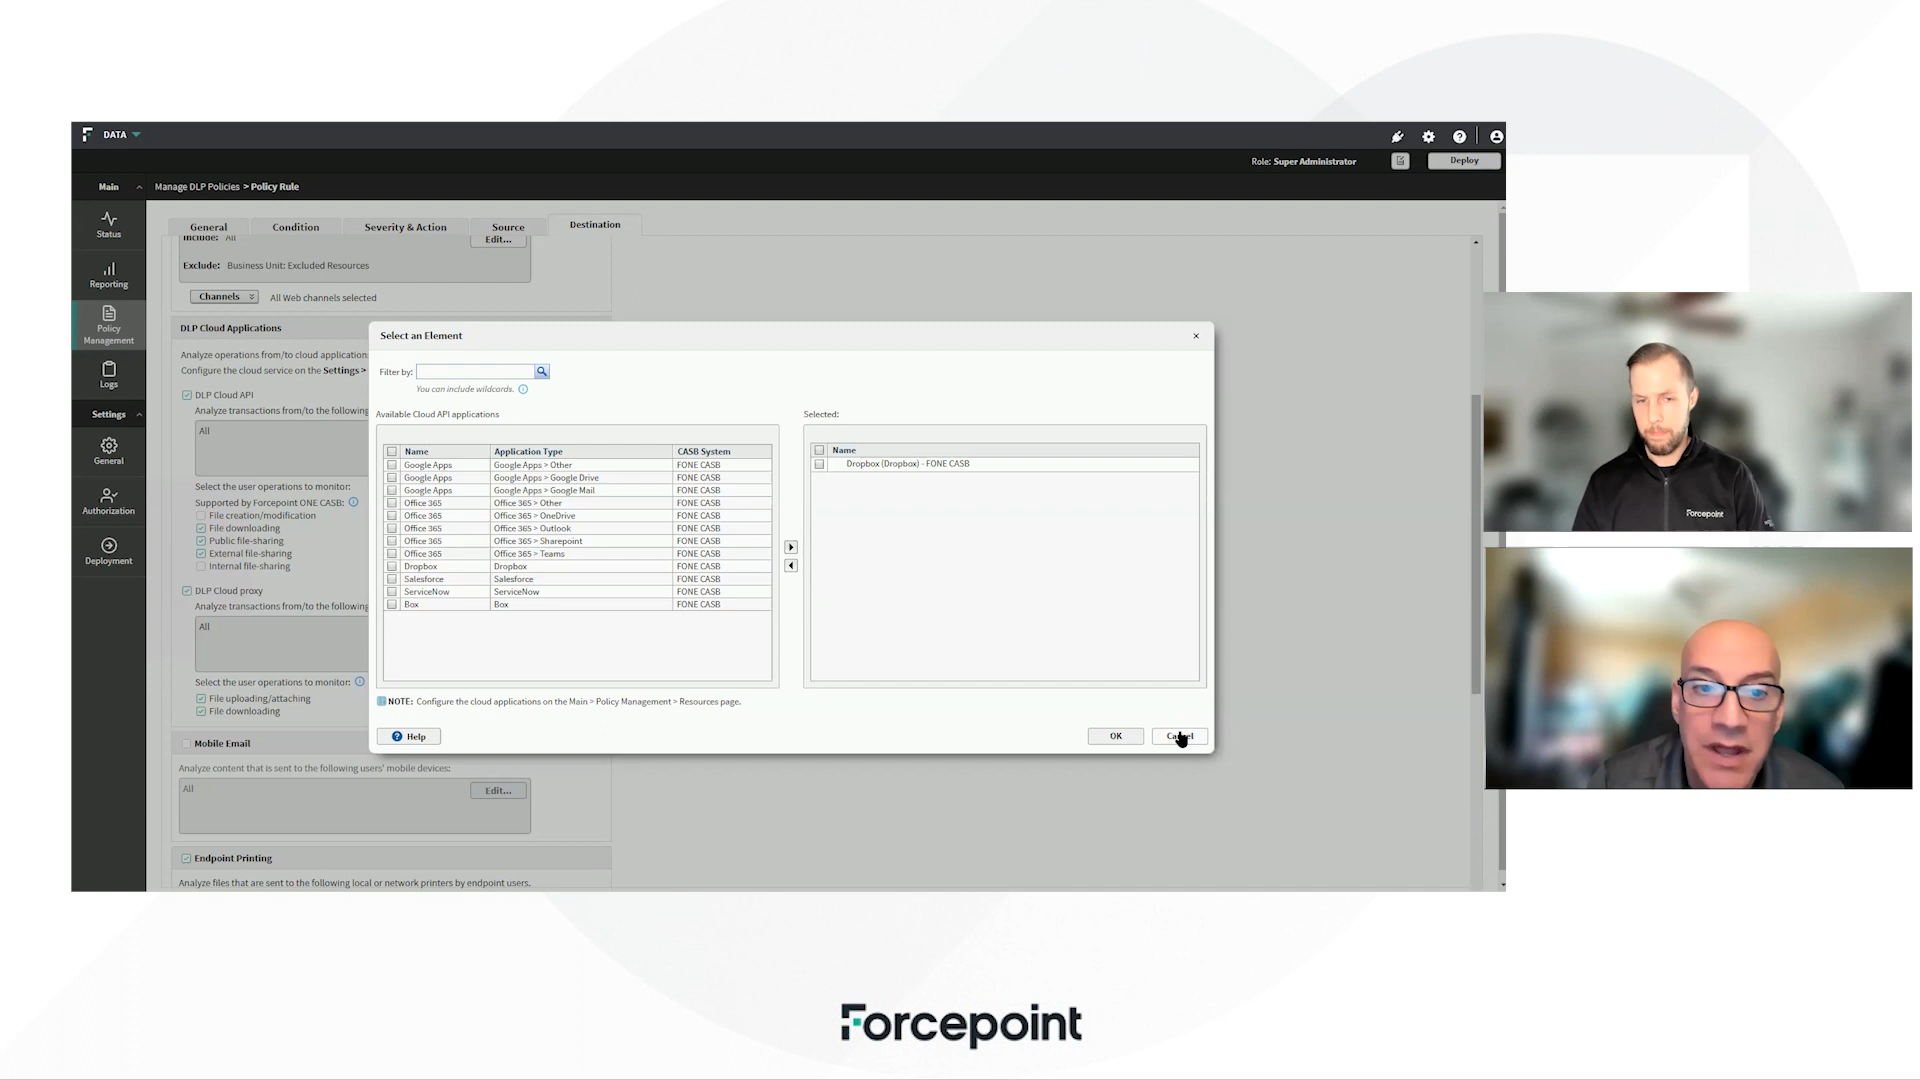 DATA
Role: Super Administrator
Deploy
Main
Manage DLP Policies > Policy Rule
Status
Reporting
Policy
Management
Logs
Settings
General
Authorization
Deployment
General
Condition
Severity & Action
Source
Destination
Include: All
Edit...
Exclude: Business Unit: Excluded Resources
Channels
All Web channels selected
DLP Cloud Applications
Analyze operations from/to cloud application
Configure the cloud service on the Settings >
DLP Cloud API
Analyze transactions from/to the following
All
Select the user operations to monitor:
Supported by Forcepoint ONE CASB:
File creation/modification
File downloading
Public file-sharing
External file-sharing
Internal file-sharing
DLP Cloud proxy
Analyze transactions from/to the following
All
Select the user operations to monitor:
File uploading/attaching
File downloading
Mobile Email
Analyze content that is sent to the following users' mobile devices:
All
Edit...
Endpoint Printing
Analyze files that are sent to the following local or network printers by endpoint users.
Select an Element
Filter by:
You can include wildcards.
Available Cloud API applications
Name Application Type CASB System
Google Apps Google Apps > Other FONE CASB
Google Apps Google Apps > Google Drive FONE CASB
Google Apps Google Apps > Google Mail FONE CASB
Office 365 Office 365 > Other FONE CASB
Office 365 Office 365 > OneDrive FONE CASB
Office 365 Office 365 > Outlook FONE CASB
Office 365 Office 365 > Sharepoint FONE CASB
Office 365 Office 365 > Teams FONE CASB
Dropbox Dropbox FONE CASB
Salesforce Salesforce FONE CASB
ServiceNow ServiceNow FONE CASB
Box Box FONE CASB
Selected:
Name
Dropbox (Dropbox) - FONE CASB
NOTE: Configure the cloud applications on the Main > Policy Management > Resources page.
Help
OK
Cancel
Forcepoint
Forcepoint